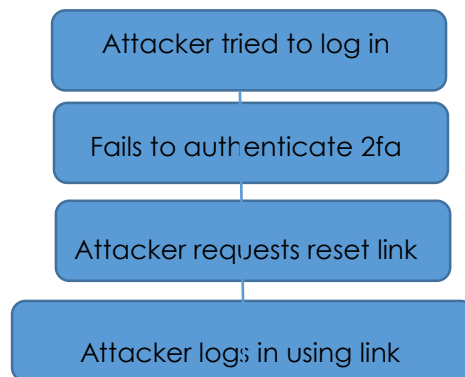 Attacker tried to log in
Fails to authenticate 2fa
Attacker requests reset link
Attacker logs in using link